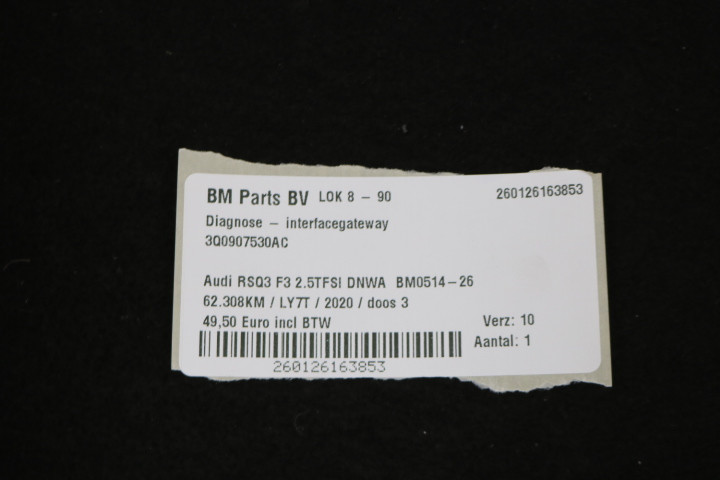 BM Parts BV LOK 8 - 90 260126163853
Diagnose - interfacegateway
3Q0907530AC
Audi RSQ3 F3 2.5TFSI DNWA BM0514-26
62.308KM / LY7T / 2020 / doos 3
49,50 Euro incl BTW Verz: 10
Aantal: 1
260126163853